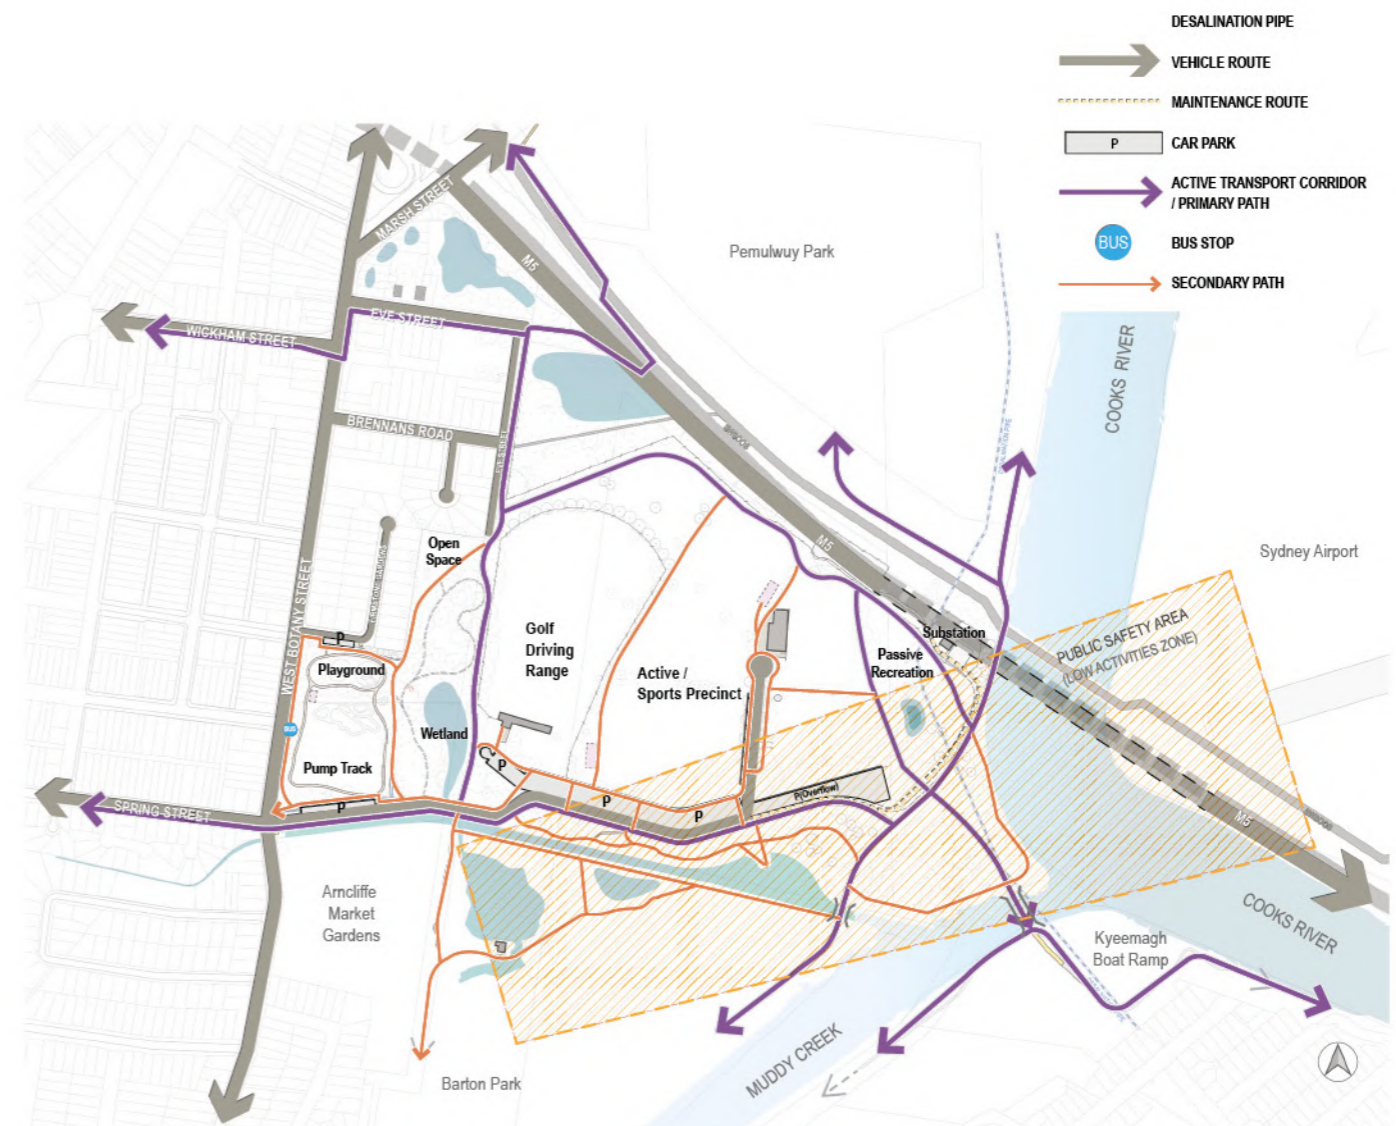 DESALINATION PIPE
VEHICLE ROUTE
MAINTENANCE ROUTE
P
CAR PARK
ACTIVE TRANSPORT CORRIDOR
/ PRIMARY PATH
BUS
BUS STOP
SECONDARY PATH
MARSH STREET
M5
Pemulwuy Park
EVE STREET
WICKHAM STREET
COOKS RIVER
BRENNANS ROAD
EVE STREET
M5
Sydney Airport
Open
Space
WEST BOTANY STREET
P
Playground
Golf
Driving
Range
Active /
Sports Precinct
Substation
Passive
Recreation
PUBLIC SAFETY AREA
(LOW ACTIVITIES ZONE)
BUS
Wetland
Pump Track
P
P
P
P
P(Overflow)
SPRING STREET
M5
Arncliffe
Market
Gardens
COOKS RIVER
Kyeemagh
Boat Ramp
MUDDY CREEK
Barton Park